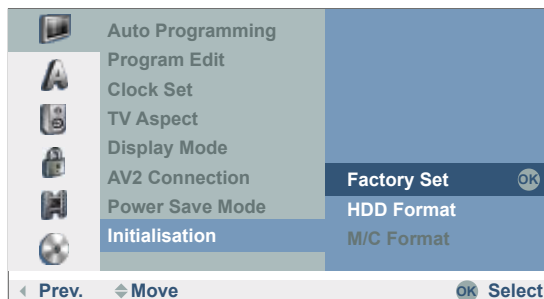 Auto Programming
Program Edit
Clock Set
TV Aspect
Display Mode
AV2 Connection
Power Save Mode
Initialisation
Factory Set OK
HDD Format
M/C Format
A
Prev. Move OK Select